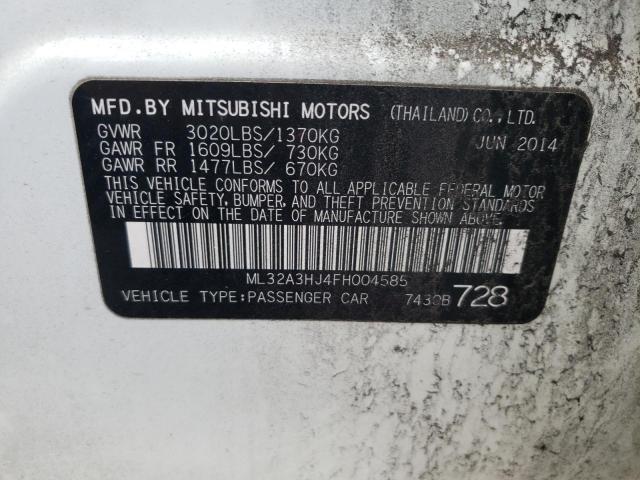 MFD.BY MITSUBISHI MOTORS (THAILAND)CO.,LTD.
GVWR 3020LBS/1370KG JUN 2014
GAWR FR 1609LBS/ 730KG
GAWR RR 1477LBS/ 670KG
THIS VEHICLE CONFORMS TO ALL APPLICABLE FEDERAL MOTOR
VEHICLE SAFETY, BUMPER, AND THEFT PREVENTION STANDARDS
IN EFFECT ON THE DATE OF MANUFACTURE SHOWN ABOVE.
ML32A3HJ4FH004585
VEHICLE TYPE:PASSENGER CAR 728